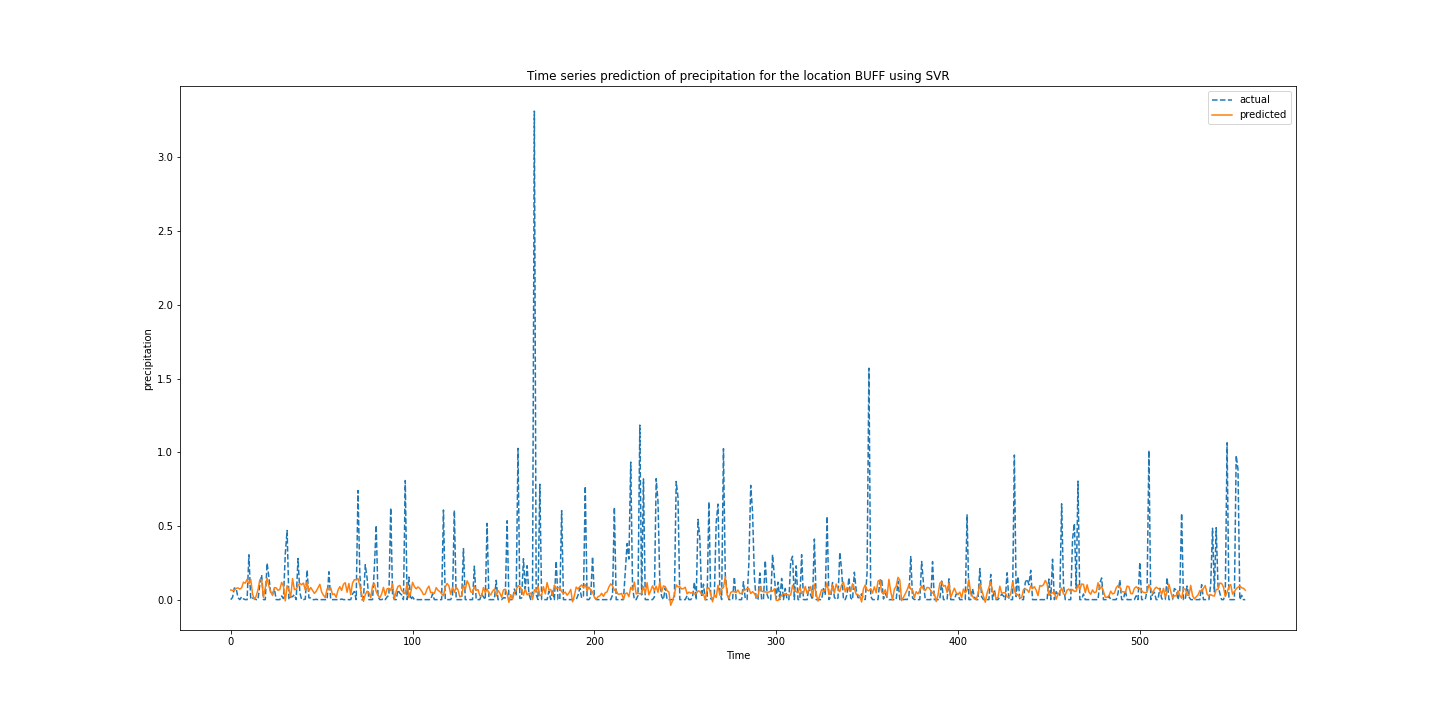 Time series prediction of precipitation for the location BUFF using SVR
actual
predicted
3.0
2.5
2.0
1.5
1.0
0.5
0.0
precipitation
0 100 200 300 400 500
Time